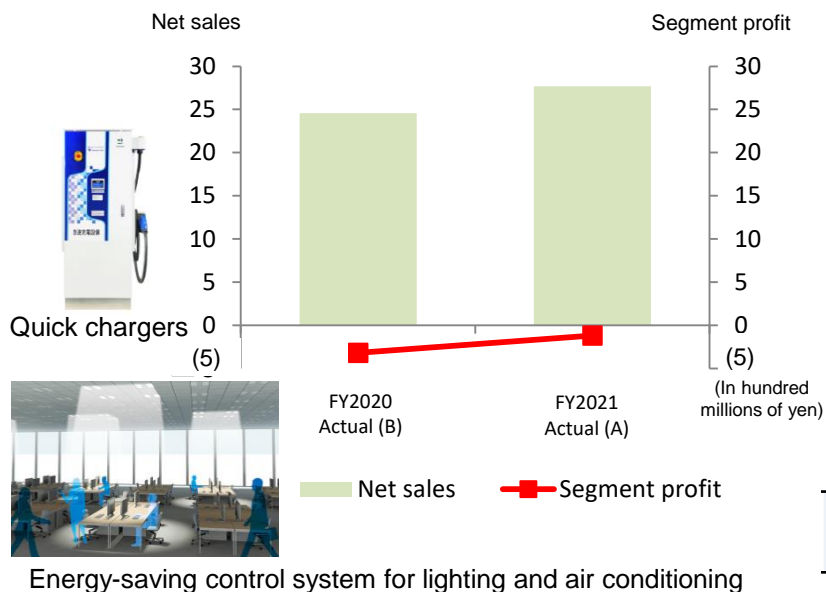 Net sales
Segment profit
30
25
20
15
10
5
0
(5)
30
25
20
15
10
5
0
(5)
(In hundred
millions of yen)
Quick chargers
FY2020
Actual (B)
FY2021
Actual (A)
Net sales
Segment profit
Energy-saving control system for lighting and air conditioning